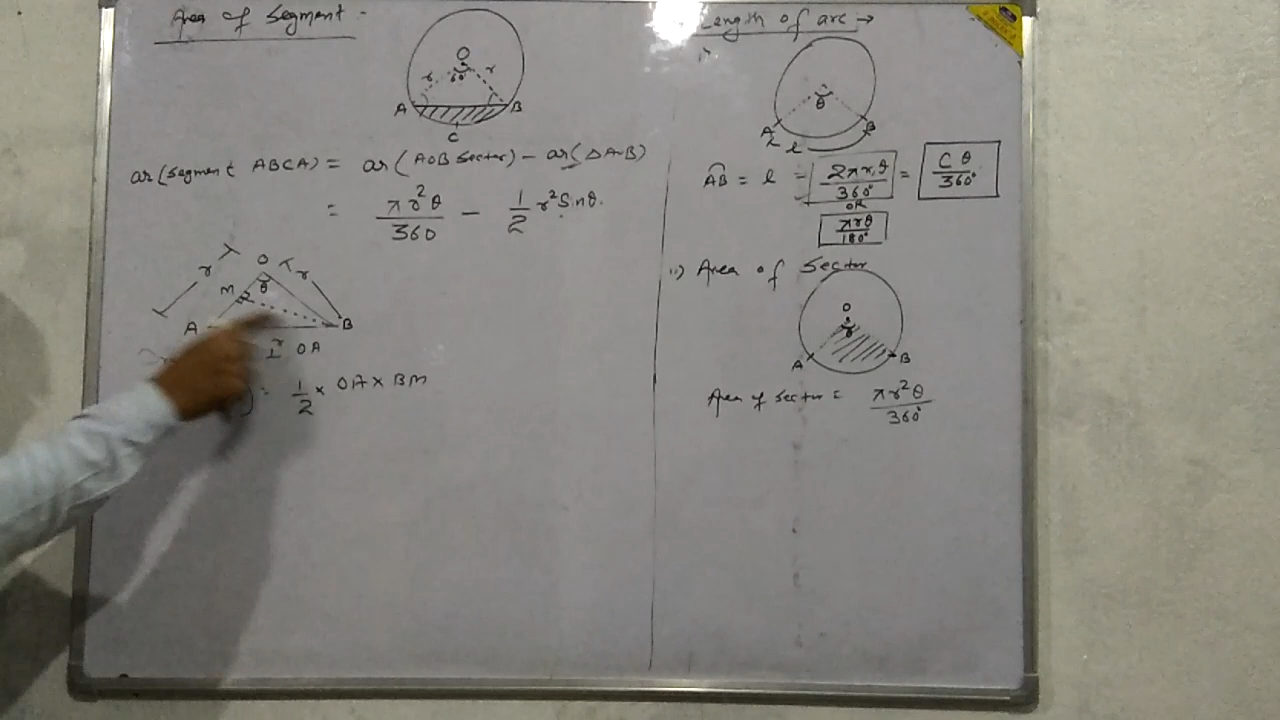 Area of Segment -
O
r r
60°
A B
C
ar(segment ABCA) = ar(AOB Sector) - ar(ΔAOB)
= πr²θ/360 - 1/2 r² Sinθ.
O
r r
M θ
A B
r
OA
= 1/2 × OA × BM
Length of arc →
i)
θ
A B
l
AB = l = 2πrθ/360° = Cθ/360°
OR
πrθ/180°
ii) Area of Sector
O
θ
A B
Area of sector = πr²θ/360°